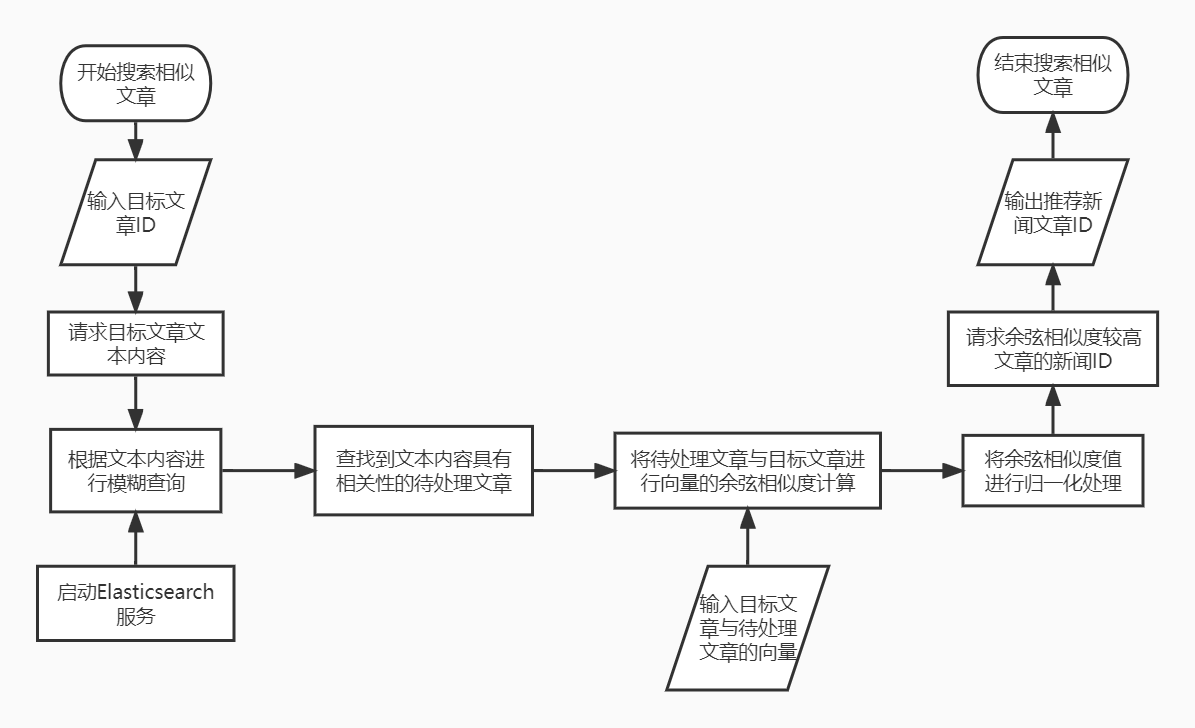 开始搜索相似
文章
输入目标文
章ID
请求目标文章文
本内容
根据文本内容进
行模糊查询
启动Elasticsearch
服务
查找到文本内容具有
相关性的待处理文章
将待处理文章与目标文章进
行向量的余弦相似度计算
输入目标文
章与待处理
文章的向量
将余弦相似度值
进行归一化处理
请求余弦相似度较高
文章的新闻ID
输出推荐新
闻文章ID
结束搜索相似
文章